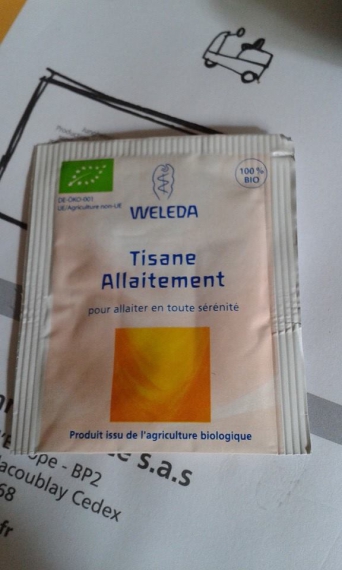 100%
BIO
DE-ÖKO-001
UE/Agriculture non-UE
WELEDA
Tisane
Allaitement
pour allaiter en toute sérénité
Produit issu de l'agriculture biologique
s.a.s
ope - BP2
acoublay Cedex
68
.fr